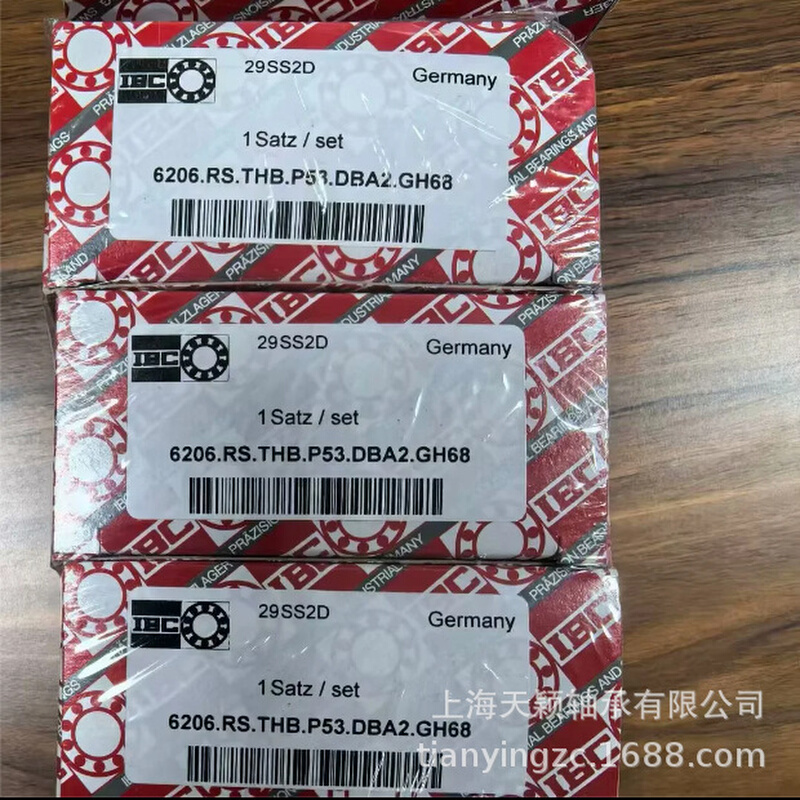 IBC
29SS2D
Germany
1 Satz / set
6206.RS.THB.P53.DBA2.GH68
IBC
29SS2D
Germany
1 Satz / set
6206.RS.THB.P53.DBA2.GH68
IBC
29SS2D
Germany
1 Satz / set
6206.RS.THB.P53.DBA2.GH68
上海天颖轴承有限公司
tianyingzc.1688.com